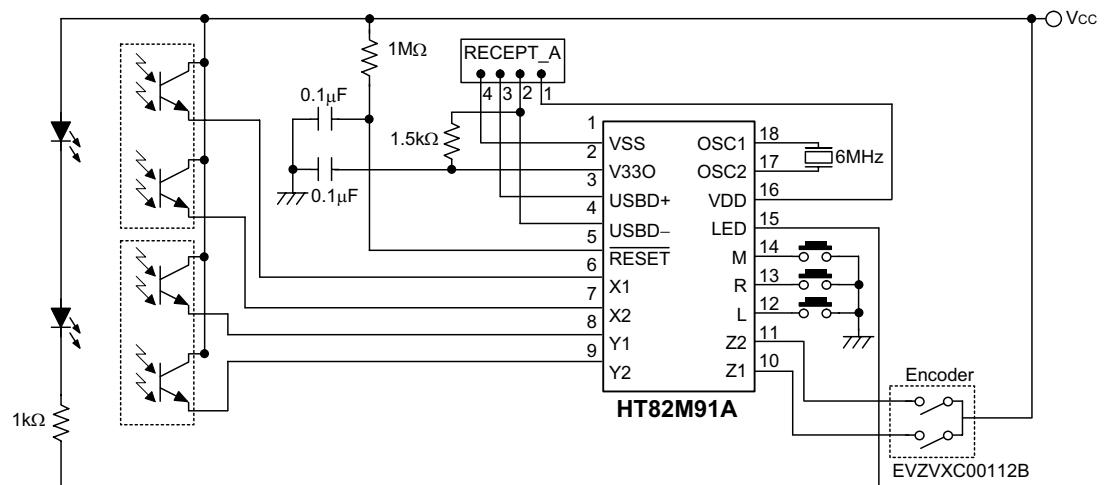 VCC
RECEPT_A
1MΩ
4 3 2 1
0.1μF
1.5kΩ
0.1μF
1 VSS
2 V33O
3 USBD+
4 USBD−
5 RESET
6 X1
7 X2
8 Y1
9 Y2
OSC1 18
OSC2 17
6MHz
VDD 16
LED 15
M 14
R 13
L 12
Z2 11
Z1 10
HT82M91A
Encoder
EVZVXC00112B
1kΩ